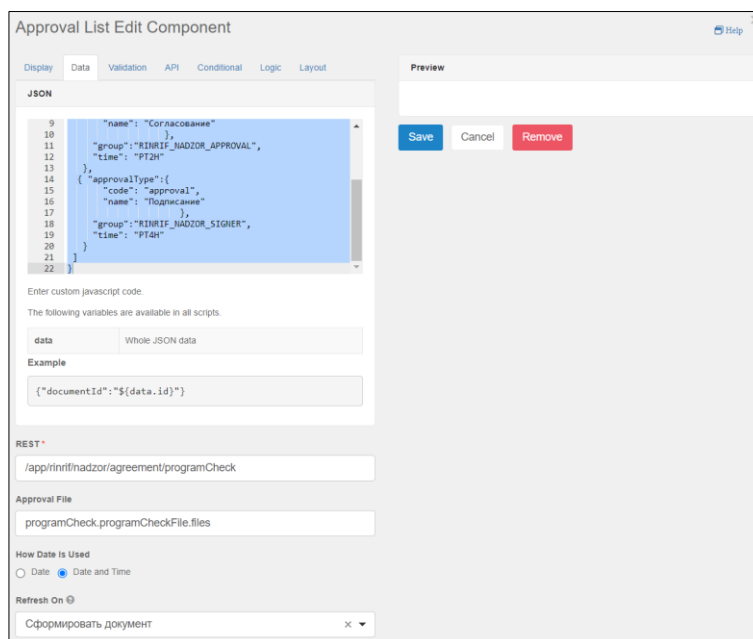 Approval List Edit Component
Help
Display Data Validation API Conditional Logic Layout
JSON
9 "name": "Согласование"
10 },
11 "group":"RINRIF_NADZOR_APPROVAL",
12 "time": "PT2H"
13 },
14 { "approvalType":{
15 "code": "approval",
16 "name": "Подписание"
17 },
18 "group":"RINRIF_NADZOR_SIGNER",
19 "time": "PT4H"
20 }
21 ]
22 }
Enter custom javascript code.
The following variables are available in all scripts.
data Whole JSON data
Example
{"documentId":"${data.id}"}
REST *
/app/rinrif/nadzor/agreement/programCheck
Approval File
programCheck.programCheckFile.files
How Date Is Used
Date Date and Time
Refresh On
Сформировать документ
Preview
Save Cancel Remove